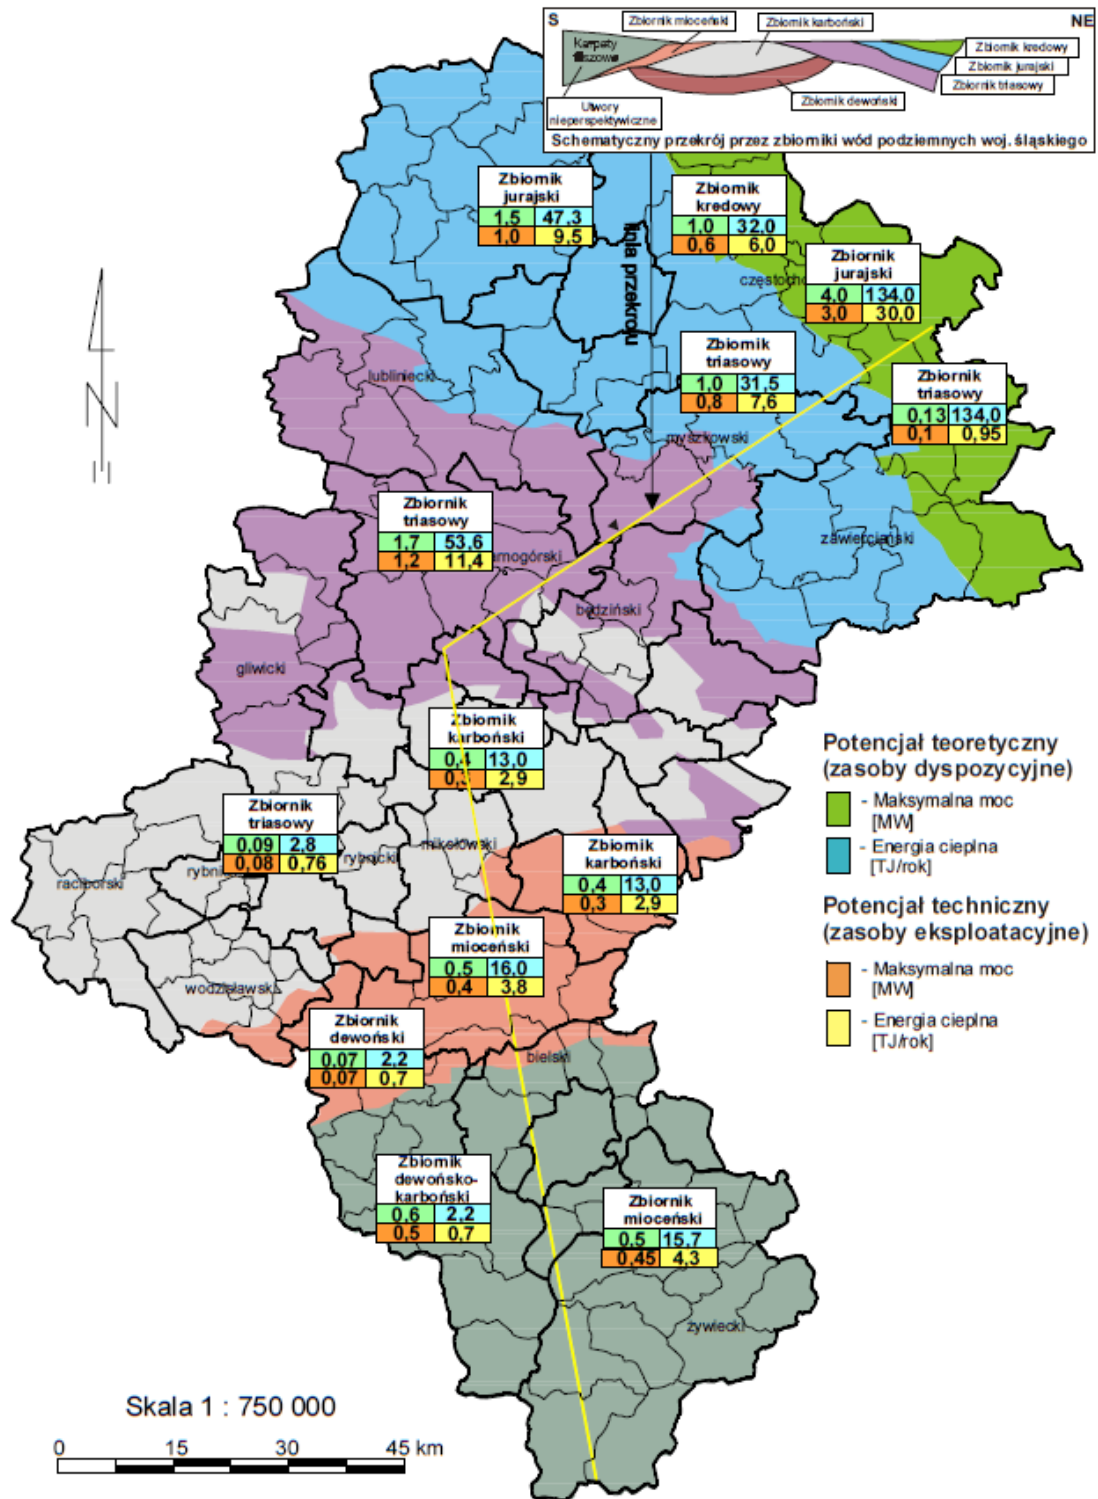 S
NE
Zbiornik mioceński
Zbiornik karboński
Karpaty
Zbiornik kredowy
Zbiornik jurajski
Zbiornik triasowy
Zbiornik dewoński
Utwory
nieperspektywiczne
Schematyczny przekrój przez zbiorniki wód podziemnych woj. śląskiego
Zbiornik
jurajski
1,5 47,3
1,0 9,5
Zbiornik
kredowy
1,0 32,0
0,6 6,0
linia przekroju
częstocho
Zbiornik
jurajski
4,0 134,0
3,0 30,0
Zbiornik
triasowy
1,0 31,5
0,8 7,6
Zbiornik
triasowy
0,13 134,0
0,1 0,95
lubliniecki
myszkowski
N
Zbiornik
triasowy
1,7 53,6
1,2 11,4
amogórski
zawierciański
będziński
gliwicki
Zbiornik
karboński
0,4 13,0
0,3 2,9
Potencjał teoretyczny
(zasoby dyspozycyjne)
- Maksymalna moc
[MW]
- Energia cieplna
[TJ/rok]
Zbiornik
triasowy
0,09 2,8
0,08 0,76
mikołowski
rybnicki
rybni
raciborski
Zbiornik
karboński
0,4 13,0
0,3 2,9
Potencjał techniczny
(zasoby eksploatacyjne)
- Maksymalna moc
[MW]
- Energia cieplna
[TJ/rok]
Zbiornik
mioceński
0,5 16,0
0,4 3,8
wodzisławski
Zbiornik
dewoński
0,07 2,2
0,07 0,7
bielski
Zbiornik
dewońsko-
karboński
0,6 2,2
0,5 0,7
Zbiornik
mioceński
0,5 15,7
0,45 4,3
żywiecki
Skala 1 : 750 000
0 15 30 45 km